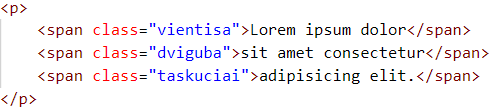 <p>
    <span class="vientisa">Lorem ipsum dolor</span>
    <span class="dviguba">sit amet consectetur</span>
    <span class="taskuciai">adipisicing elit.</span>
</p>